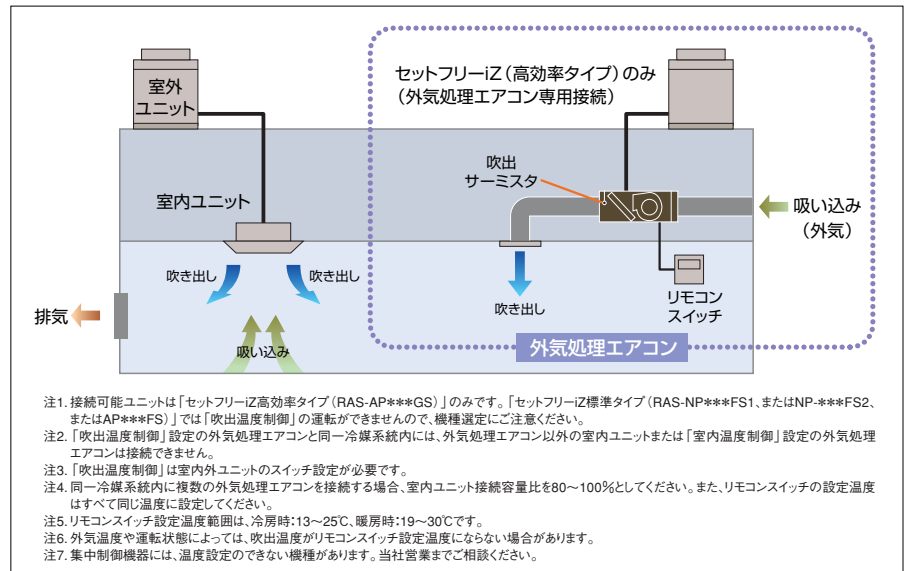 室外
ユニット
セットフリーiZ(高効率タイプ)のみ
(外気処理エアコン専用接続)
吹出
サーミスタ
室内ユニット
吸い込み
(外気)
吹き出し
吹き出し
吹き出し
リモコン
スイッチ
排気
吸い込み
外気処理エアコン
注1. 接続可能ユニットは「セットフリーiZ高効率タイプ(RAS-AP***GS)」のみです。「セットフリーiZ標準タイプ(RAS-NP***FS1、またはNP-***FS2、
またはAP***FS)」では「吹出温度制御」の運転ができませんので、機種選定にご注意ください。
注2. 「吹出温度制御」設定の外気処理エアコンと同一冷媒系統内には、外気処理エアコン以外の室内ユニットまたは「室内温度制御」設定の外気処理
エアコンは接続できません。
注3. 「吹出温度制御」は室内外ユニットのスイッチ設定が必要です。
注4. 同一冷媒系統内に複数の外気処理エアコンを接続する場合、室内ユニット接続容量比を80～100%としてください。また、リモコンスイッチの設定温度
はすべて同じ温度に設定してください。
注5. リモコンスイッチ設定温度範囲は、冷房時:13～25℃、暖房時:19～30℃です。
注6. 外気温度や運転状態によっては、吹出温度がリモコンスイッチ設定温度にならない場合があります。
注7. 集中制御機器には、温度設定のできない機種があります。当社営業までご相談ください。